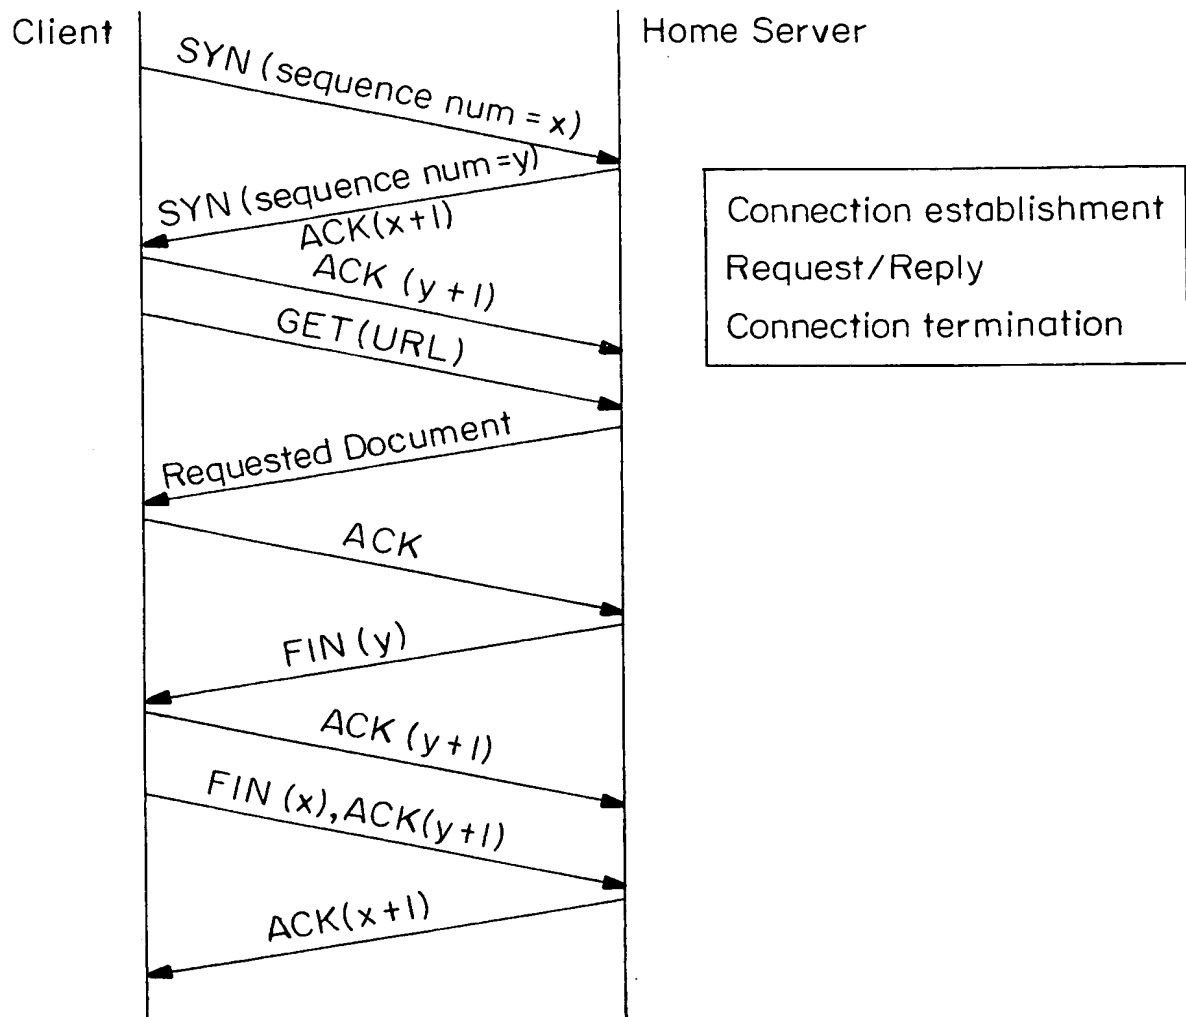 Client
Home Server
SYN (sequence num = x)
SYN (sequence num = y)
ACK(x+1)
ACK (y+1)
GET(URL)
Requested Document
ACK
FIN (y)
ACK (y+1)
FIN (x), ACK(y+1)
ACK(x+1)
Connection establishment
Request/Reply
Connection termination